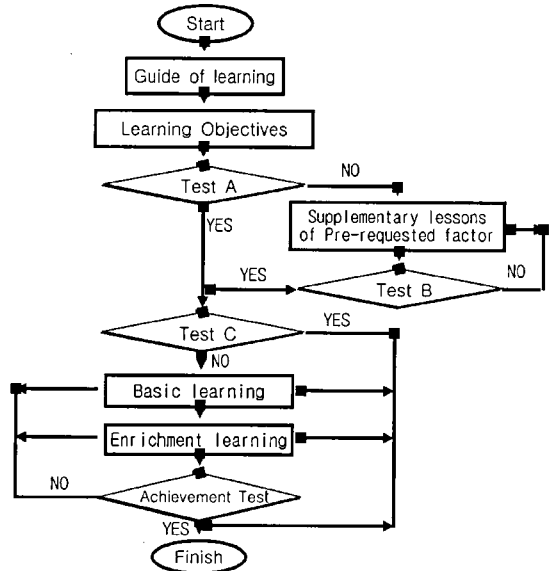 Start
Guide of learning
Learning Objectives
Test A
NO
YES
Supplementary lessons
of Pre-requested factor
YES
Test B
NO
Test C
YES
NO
Basic learning
Enrichment learning
NO
Achievement Test
YES
Finish